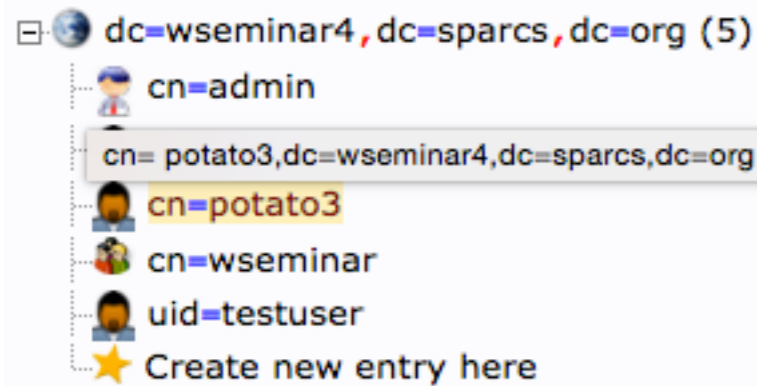 dc=wseminar4,dc=sparcs,dc=org (5)
cn=admin
cn= potato3,dc=wseminar4,dc=sparcs,dc=org
cn=potato3
cn=wseminar
uid=testuser
Create new entry here